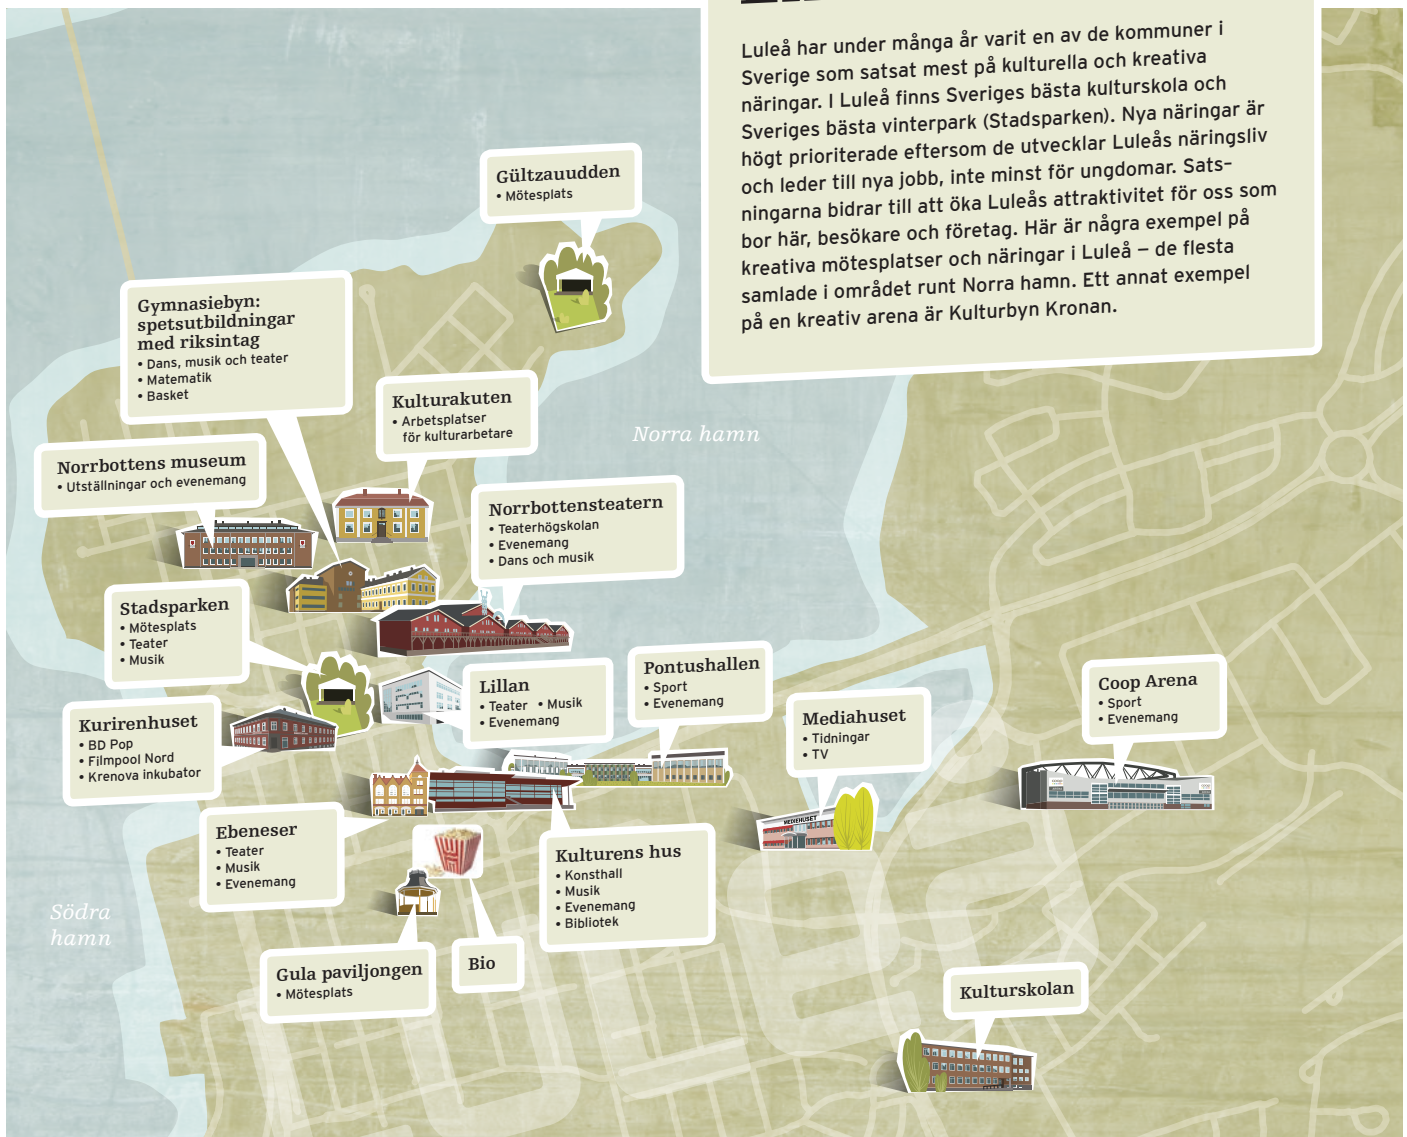 Luleå har under många år varit en av de kommuner i
Sverige som satsat mest på kulturella och kreativa
näringar. I Luleå finns Sveriges bästa kulturskola och
Sveriges bästa vinterpark (Stadsparken). Nya näringar är
högt prioriterade eftersom de utvecklar Luleås näringsliv
och leder till nya jobb, inte minst för ungdomar. Sats-
ningarna bidrar till att öka Luleås attraktivitet för oss som
bor här, besökare och företag. Här är några exempel på
kreativa mötesplatser och näringar i Luleå – de flesta
samlade i området runt Norra hamn. Ett annat exempel
på en kreativ arena är Kulturbyn Kronan.
Gültzauudden
• Mötesplats
Gymnasiebyn:
spetsutbildningar
med riksintag
• Dans, musik och teater
• Matematik
• Basket
Kulturakuten
• Arbetsplatser
för kulturarbetare
Norra hamn
Norrbottens museum
• Utställningar och evenemang
Norrbottensteatern
• Teaterhögskolan
• Evenemang
• Dans och musik
Stadsparken
• Mötesplats
• Teater
• Musik
Lillan
• Teater • Musik
• Evenemang
Pontushallen
• Sport
• Evenemang
Mediahuset
• Tidningar
• TV
Coop Arena
• Sport
• Evenemang
Kurirenhuset
• BD Pop
• Filmpool Nord
• Krenova inkubator
MEDIEHUSET
Ebeneser
• Teater
• Musik
• Evenemang
Kulturens hus
• Konsthall
• Musik
• Evenemang
• Bibliotek
Södra
hamn
Gula paviljongen
• Mötesplats
Bio
Kulturskolan